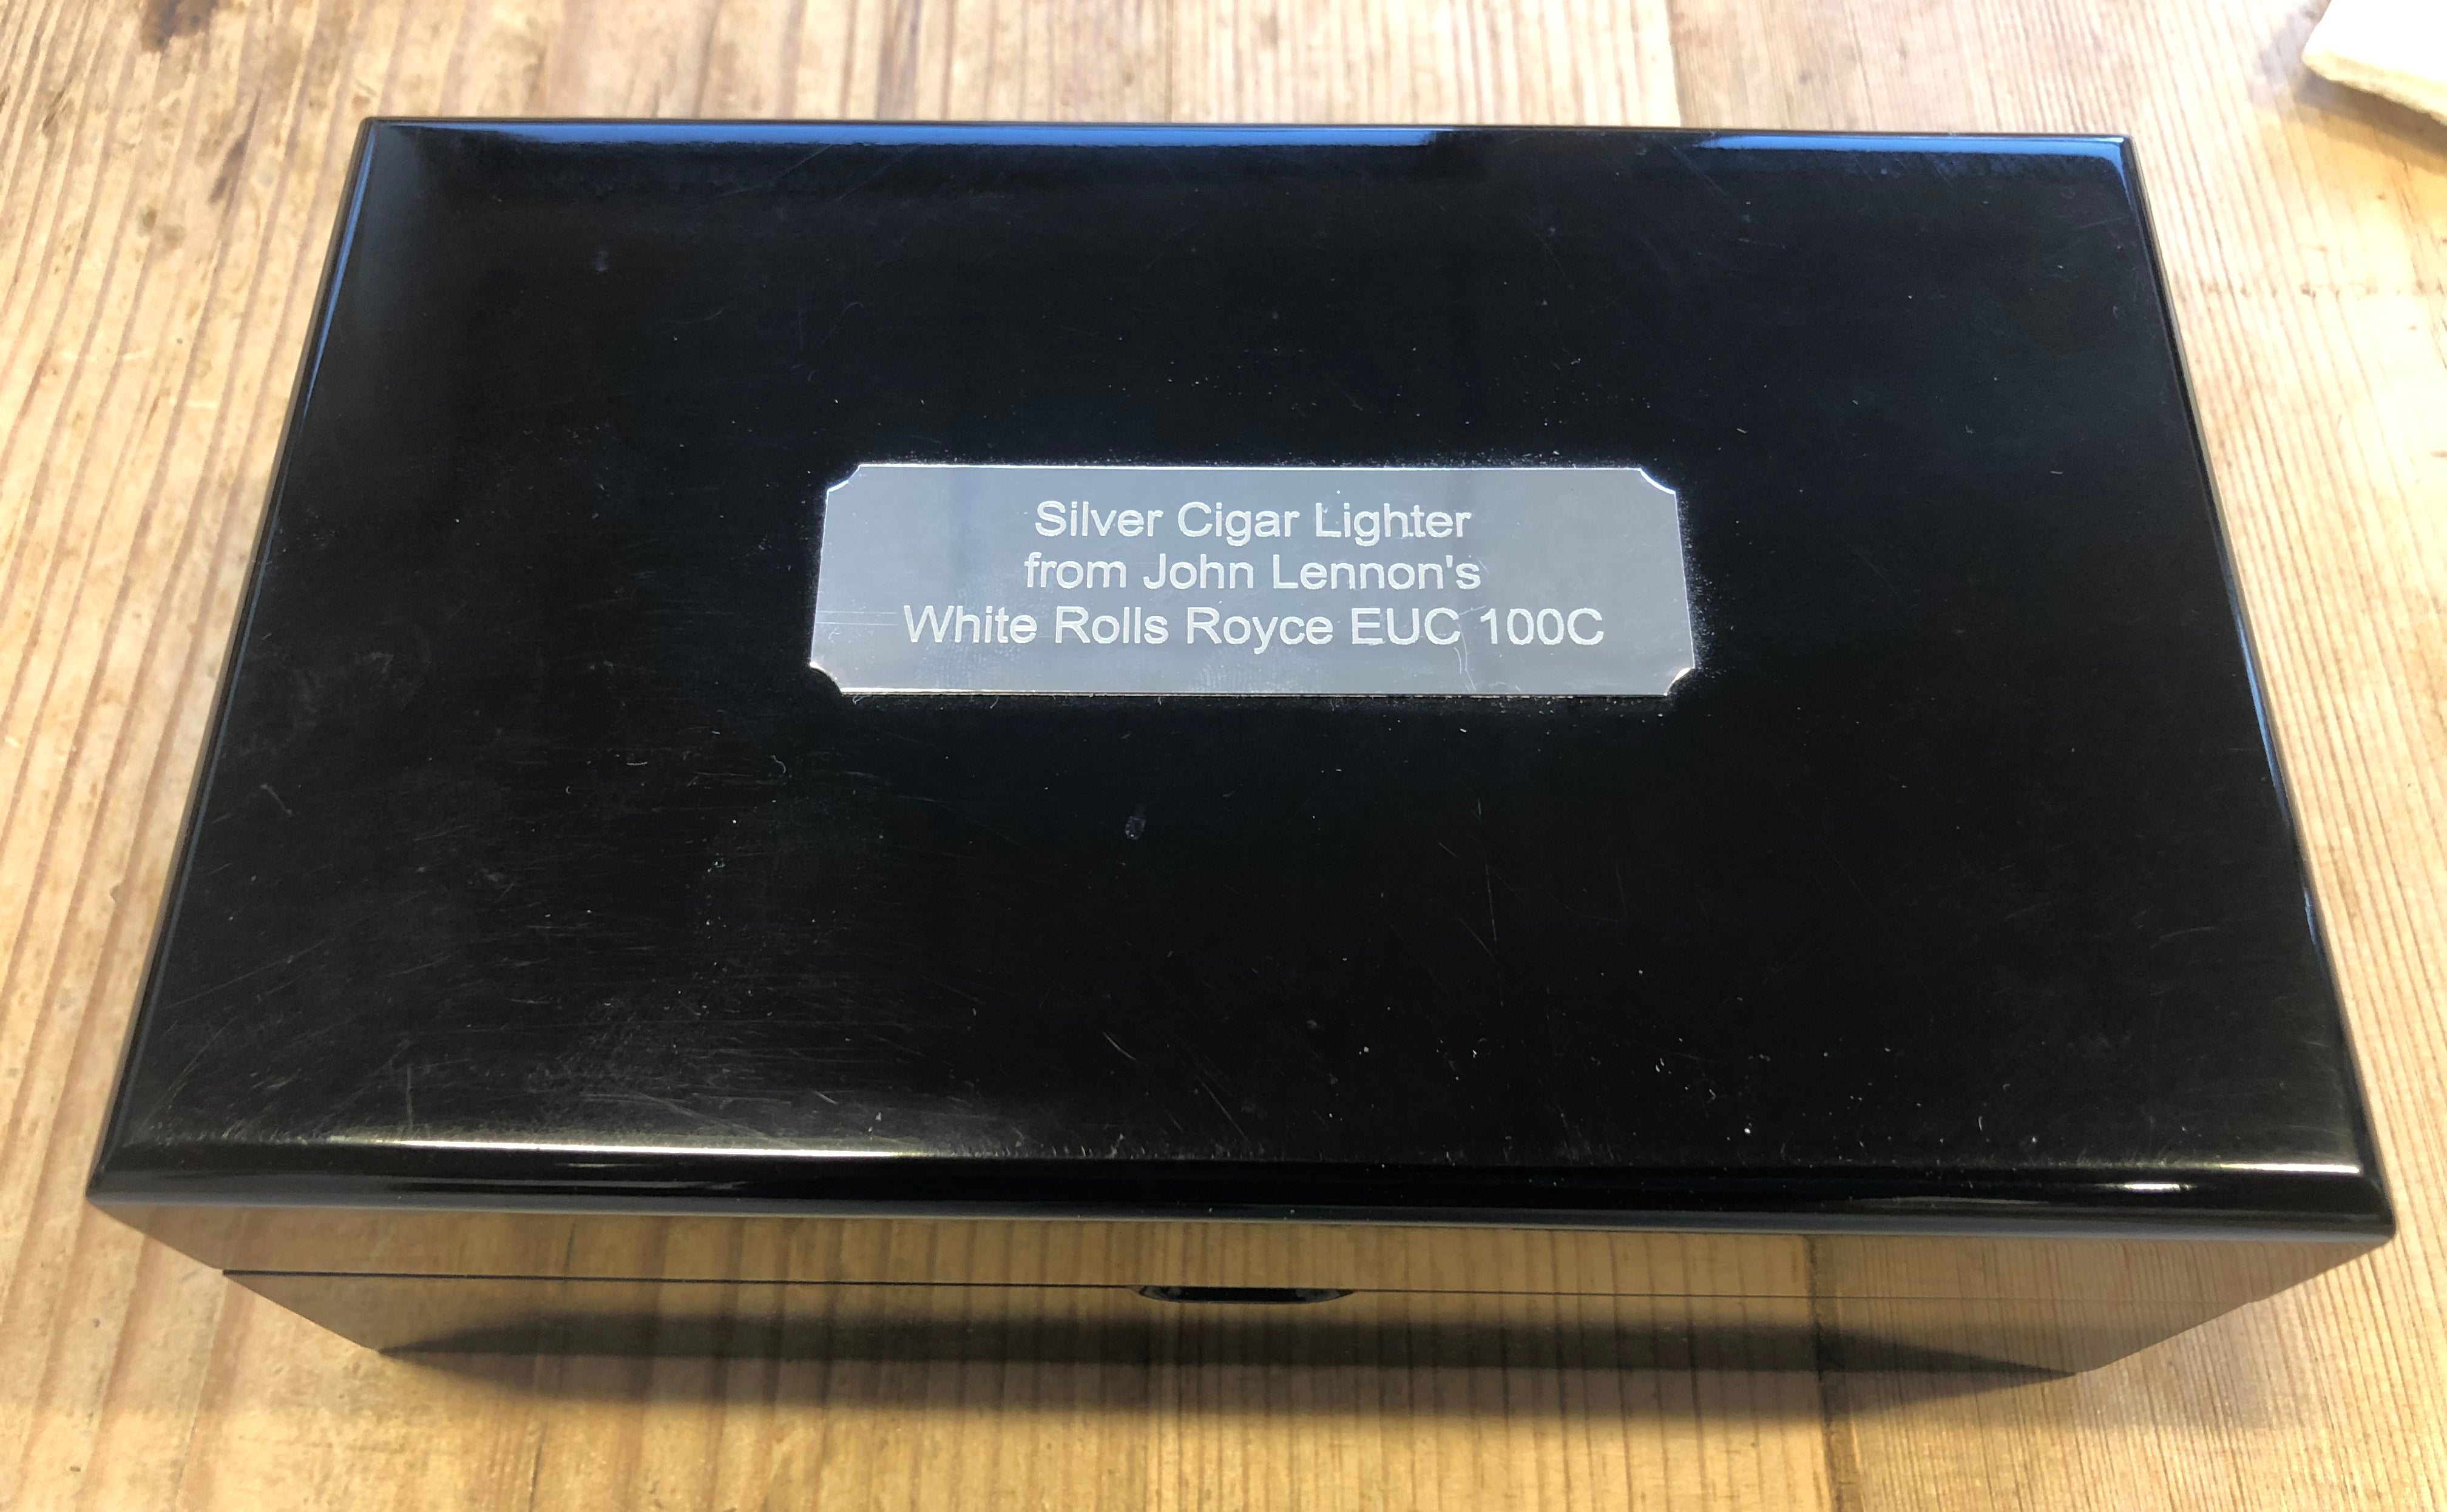 Silver Cigar Lighter
from John Lennon's
White Rolls Royce EUC 100C